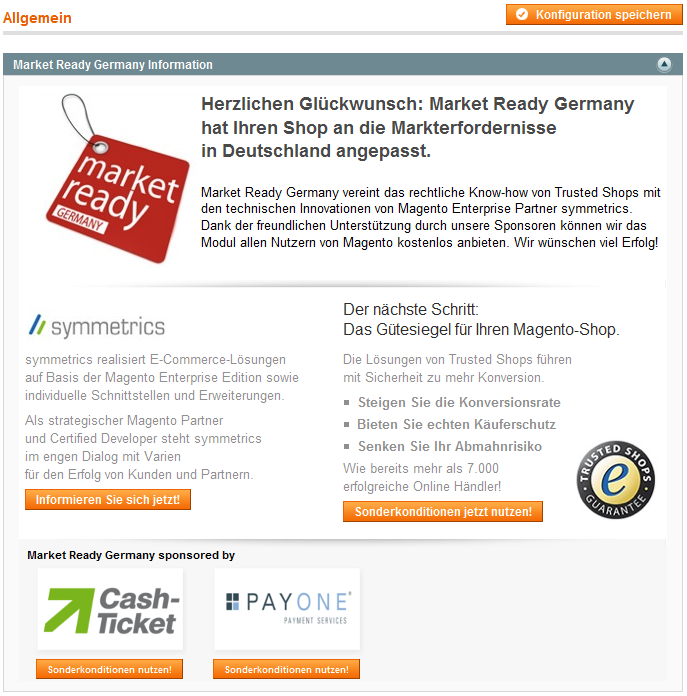 Allgemein
Konfiguration speichern
Market Ready Germany Information
market
ready
GERMANY
Herzlichen Glückwunsch: Market Ready Germany
hat Ihren Shop an die Markterfordernisse
in Deutschland angepasst.
Market Ready Germany vereint das rechtliche Know-how von Trusted Shops mit
den technischen Innovationen von Magento Enterprise Partner symmetrics.
Dank der freundlichen Unterstützung durch unsere Sponsoren können wir das
Modul allen Nutzern von Magento kostenlos anbieten. Wir wünschen viel Erfolg!
symmetrics
symmetrics realisiert E-Commerce-Lösungen
auf Basis der Magento Enterprise Edition sowie
individuelle Schnittstellen und Erweiterungen.
Als strategischer Magento Partner
und Certified Developer steht symmetrics
im engen Dialog mit Varien
für den Erfolg von Kunden und Partnern.
Informieren Sie sich jetzt!
Der nächste Schritt:
Das Gütesiegel für Ihren Magento-Shop.
Die Lösungen von Trusted Shops führen
mit Sicherheit zu mehr Konversion.
Steigen Sie die Konversionsrate
Bieten Sie echten Käuferschutz
Senken Sie Ihr Abmahnrisiko
Wie bereits mehr als 7.000
erfolgreiche Online Händler!
Sonderkonditionen jetzt nutzen!
TRUSTED SHOPS
e
GUARANTEE
Market Ready Germany sponsored by
Cash-
Ticket
PAYONE®
PAYMENT SERVICES
Sonderkonditionen nutzen!
Sonderkonditionen nutzen!